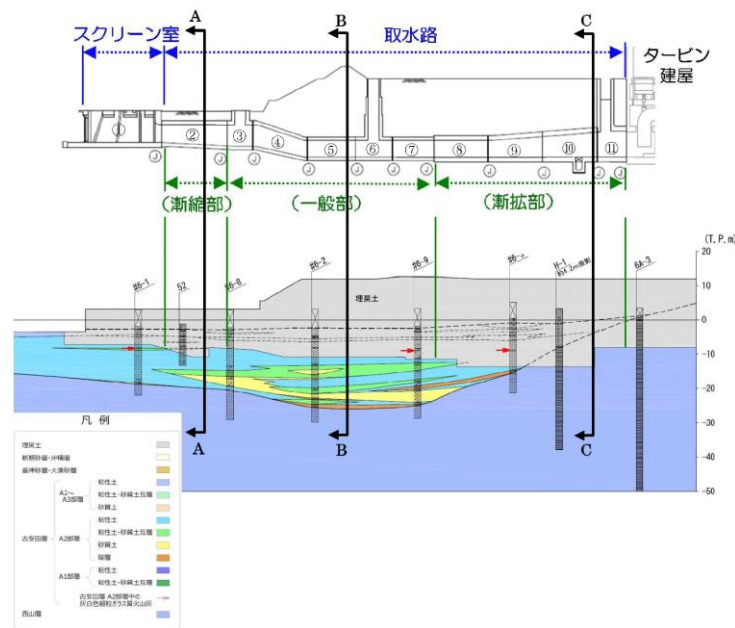 A B C
スクリーン室 取水路
タービン
建屋
① ② ③ ④ ⑤ ⑥ ⑦ ⑧ ⑨ ⑩ ⑪
J J J J J J J J J J
(漸縮部) (一般部) (漸拡部)
(T.P.m)
S2 H-1 6A-3
埋戻土
20
10
0
-10
-20
-30
-40
-50
A B C
凡 例
埋戻土
新期砂層・沖積層
番神砂層・大湊砂層
古安田層
A2~
A3部層
粘性土
粘性土・砂質土互層
砂質土
A2部層
粘性土
粘性土・砂質土互層
砂質土
礫層
A1部層
粘性土
粘性土・砂質土互層
古安田層 A2部層中の
灰白色細粒ガラス質火山灰
西山層